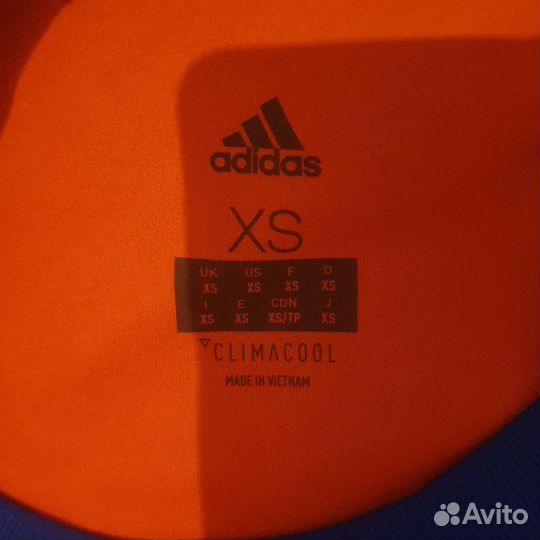 adidas
XS
UK US F D
XS XS XS XS
I E CDN J
XS XS XS/TP XS
CLIMACOOL
MADE IN VIETNAM
Avito